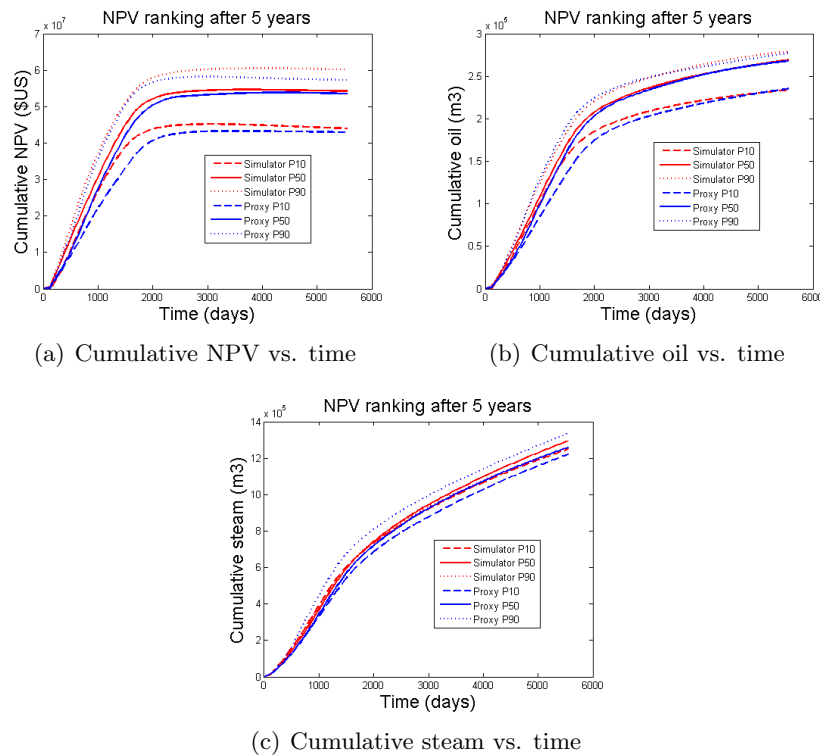 NPV ranking after 5 years
x 10^7
7
6
5
4
3
2
1
0
Cumulative NPV ($US)
Simulator P10
Simulator P50
Simulator P90
Proxy P10
Proxy P50
Proxy P90
0 1000 2000 3000 4000 5000 6000
Time (days)
(a) Cumulative NPV vs. time
NPV ranking after 5 years
x 10^5
3
2.5
2
1.5
1
0.5
0
Cumulative oil (m3)
Simulator P10
Simulator P50
Simulator P90
Proxy P10
Proxy P50
Proxy P90
0 1000 2000 3000 4000 5000 6000
Time (days)
(b) Cumulative oil vs. time
NPV ranking after 5 years
x 10^5
14
12
10
8
6
4
2
0
Cumulative steam (m3)
Simulator P10
Simulator P50
Simulator P90
Proxy P10
Proxy P50
Proxy P90
0 1000 2000 3000 4000 5000 6000
Time (days)
(c) Cumulative steam vs. time